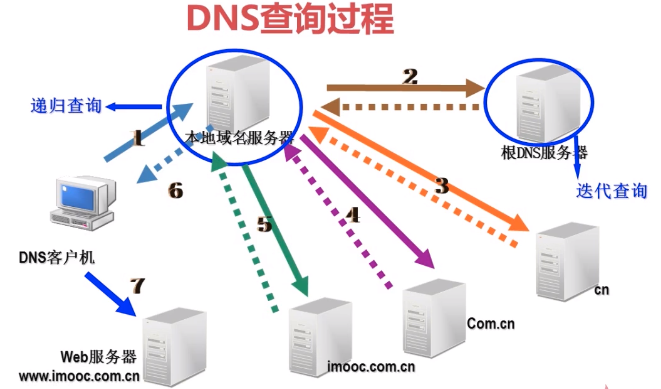 DNS查询过程
2
递归查询
1
本地域名服务器
根DNS服务器
迭代查询
6
3
5
4
DNS客户机
7
cn
Com.cn
Web服务器
www.imooc.com.cn
imooc.com.cn